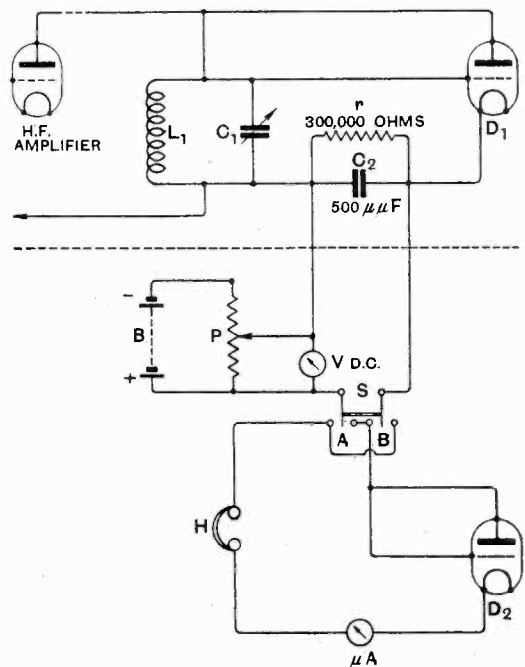 r
300,000 OHMS
H.F.
AMPLIFIER
L1
C1
C2
D1
500 μμF
-
B
+
P
V D.C.
S
A
B
H
D2
μA